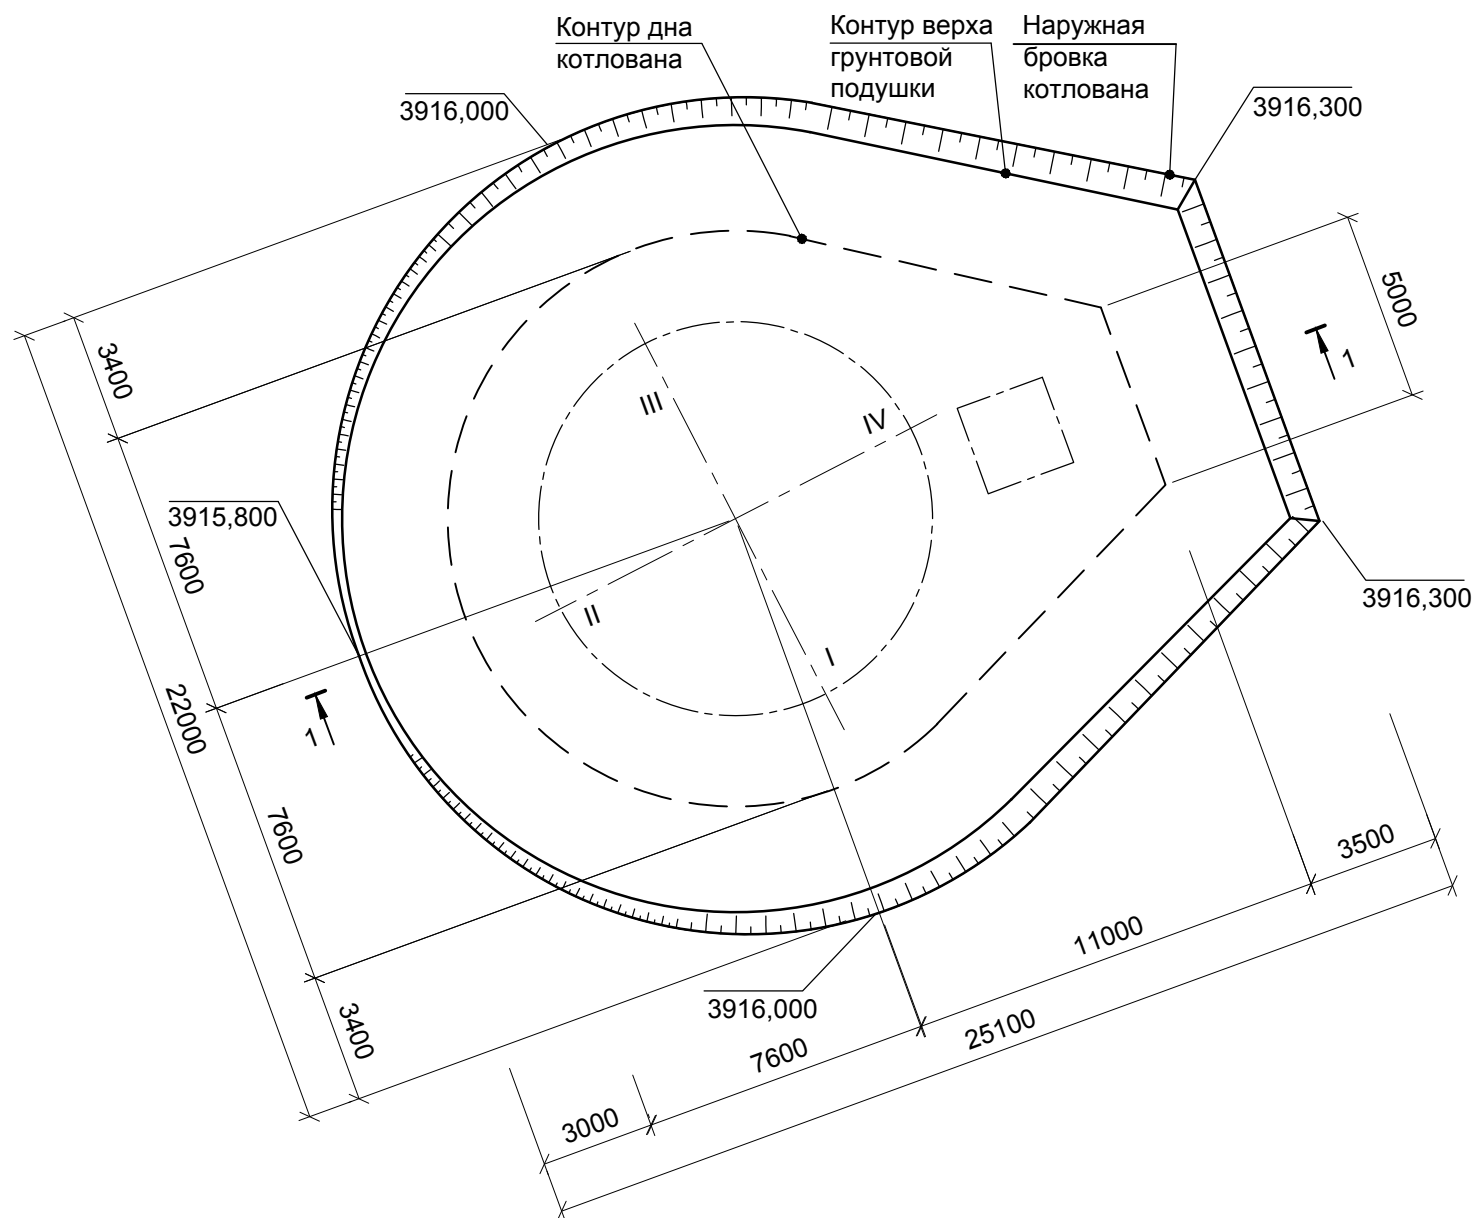 Контур дна
котлована
Контур верха
грунтовой
подушки
Наружная
бровка
котлована
3916,000
3916,300
5000
1
3400
III
IV
3915,800
7600
II
I
3916,300
22000
1
7600
3500
11000
3916,000
3400
25100
7600
3000